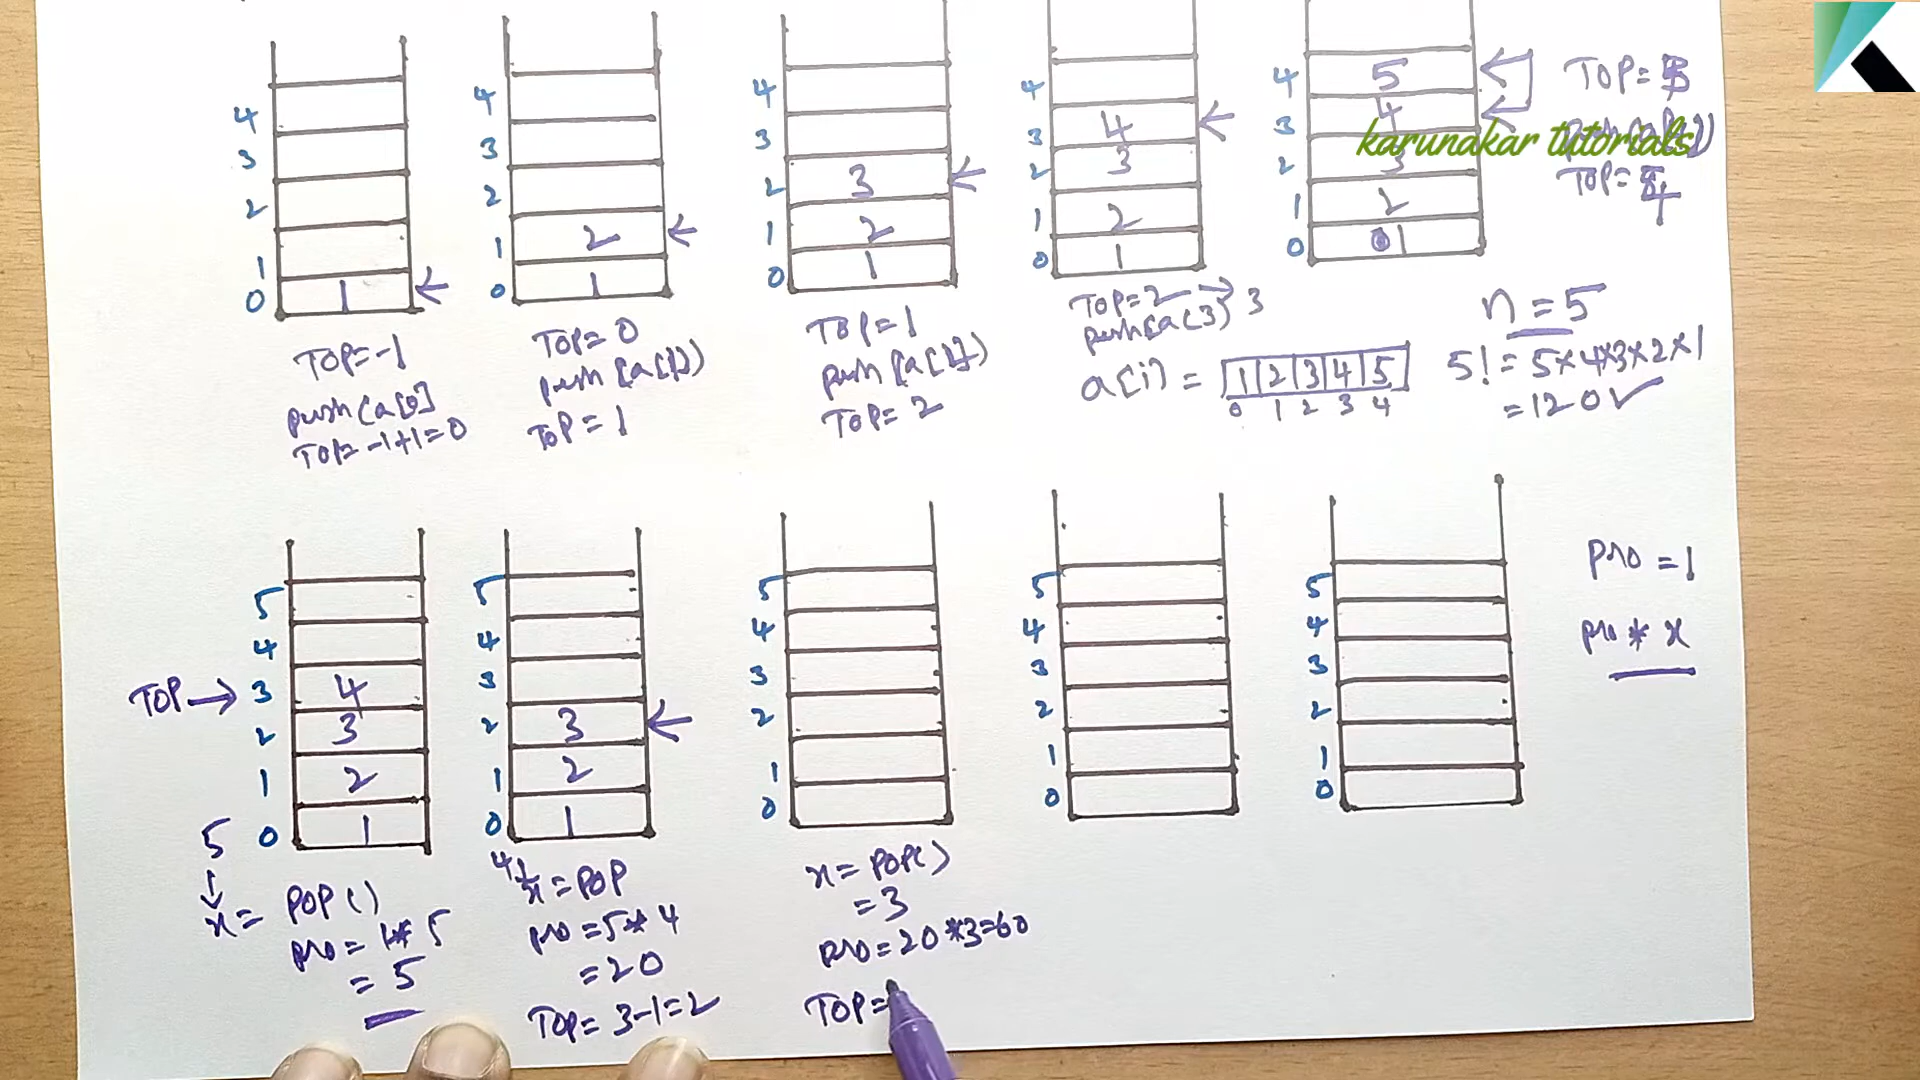 4
3
2
1
0
1
TOP=-1
push(a[0]
TOP= -1+1=0
4
3
2
1
0
2
1
TOP= 0
push (a[1])
TOP= 1
4
3
2
1
0
3
2
1
TOP= 1
TOP= 2
4
3
2
1
0
4
3
2
1
TOP=2 → 3
push(a(3)
a(i) = 1 2 3 4 5
0 1 2 3 4
4
3
2
1
0
5
4
3
2
1
TOP=
karunakar tutorials
TOP=
n = 5
5! = 5*4*3*2*1
= 120 ✓
TOP →
5
4
3
2
1
0
4
3
2
1
5
x = POP()
pro = 1* 5
= 5
5
4
3
2
1
0
3
2
1
4
x = POP
pro = 5* 4
= 20
TOP= 3-1=2
5
4
3
2
1
0
x = POP()
= 3
pro = 20 *3=60
TOP=
5
4
3
2
1
0
5
4
3
2
1
0
pro = 1
pro * x